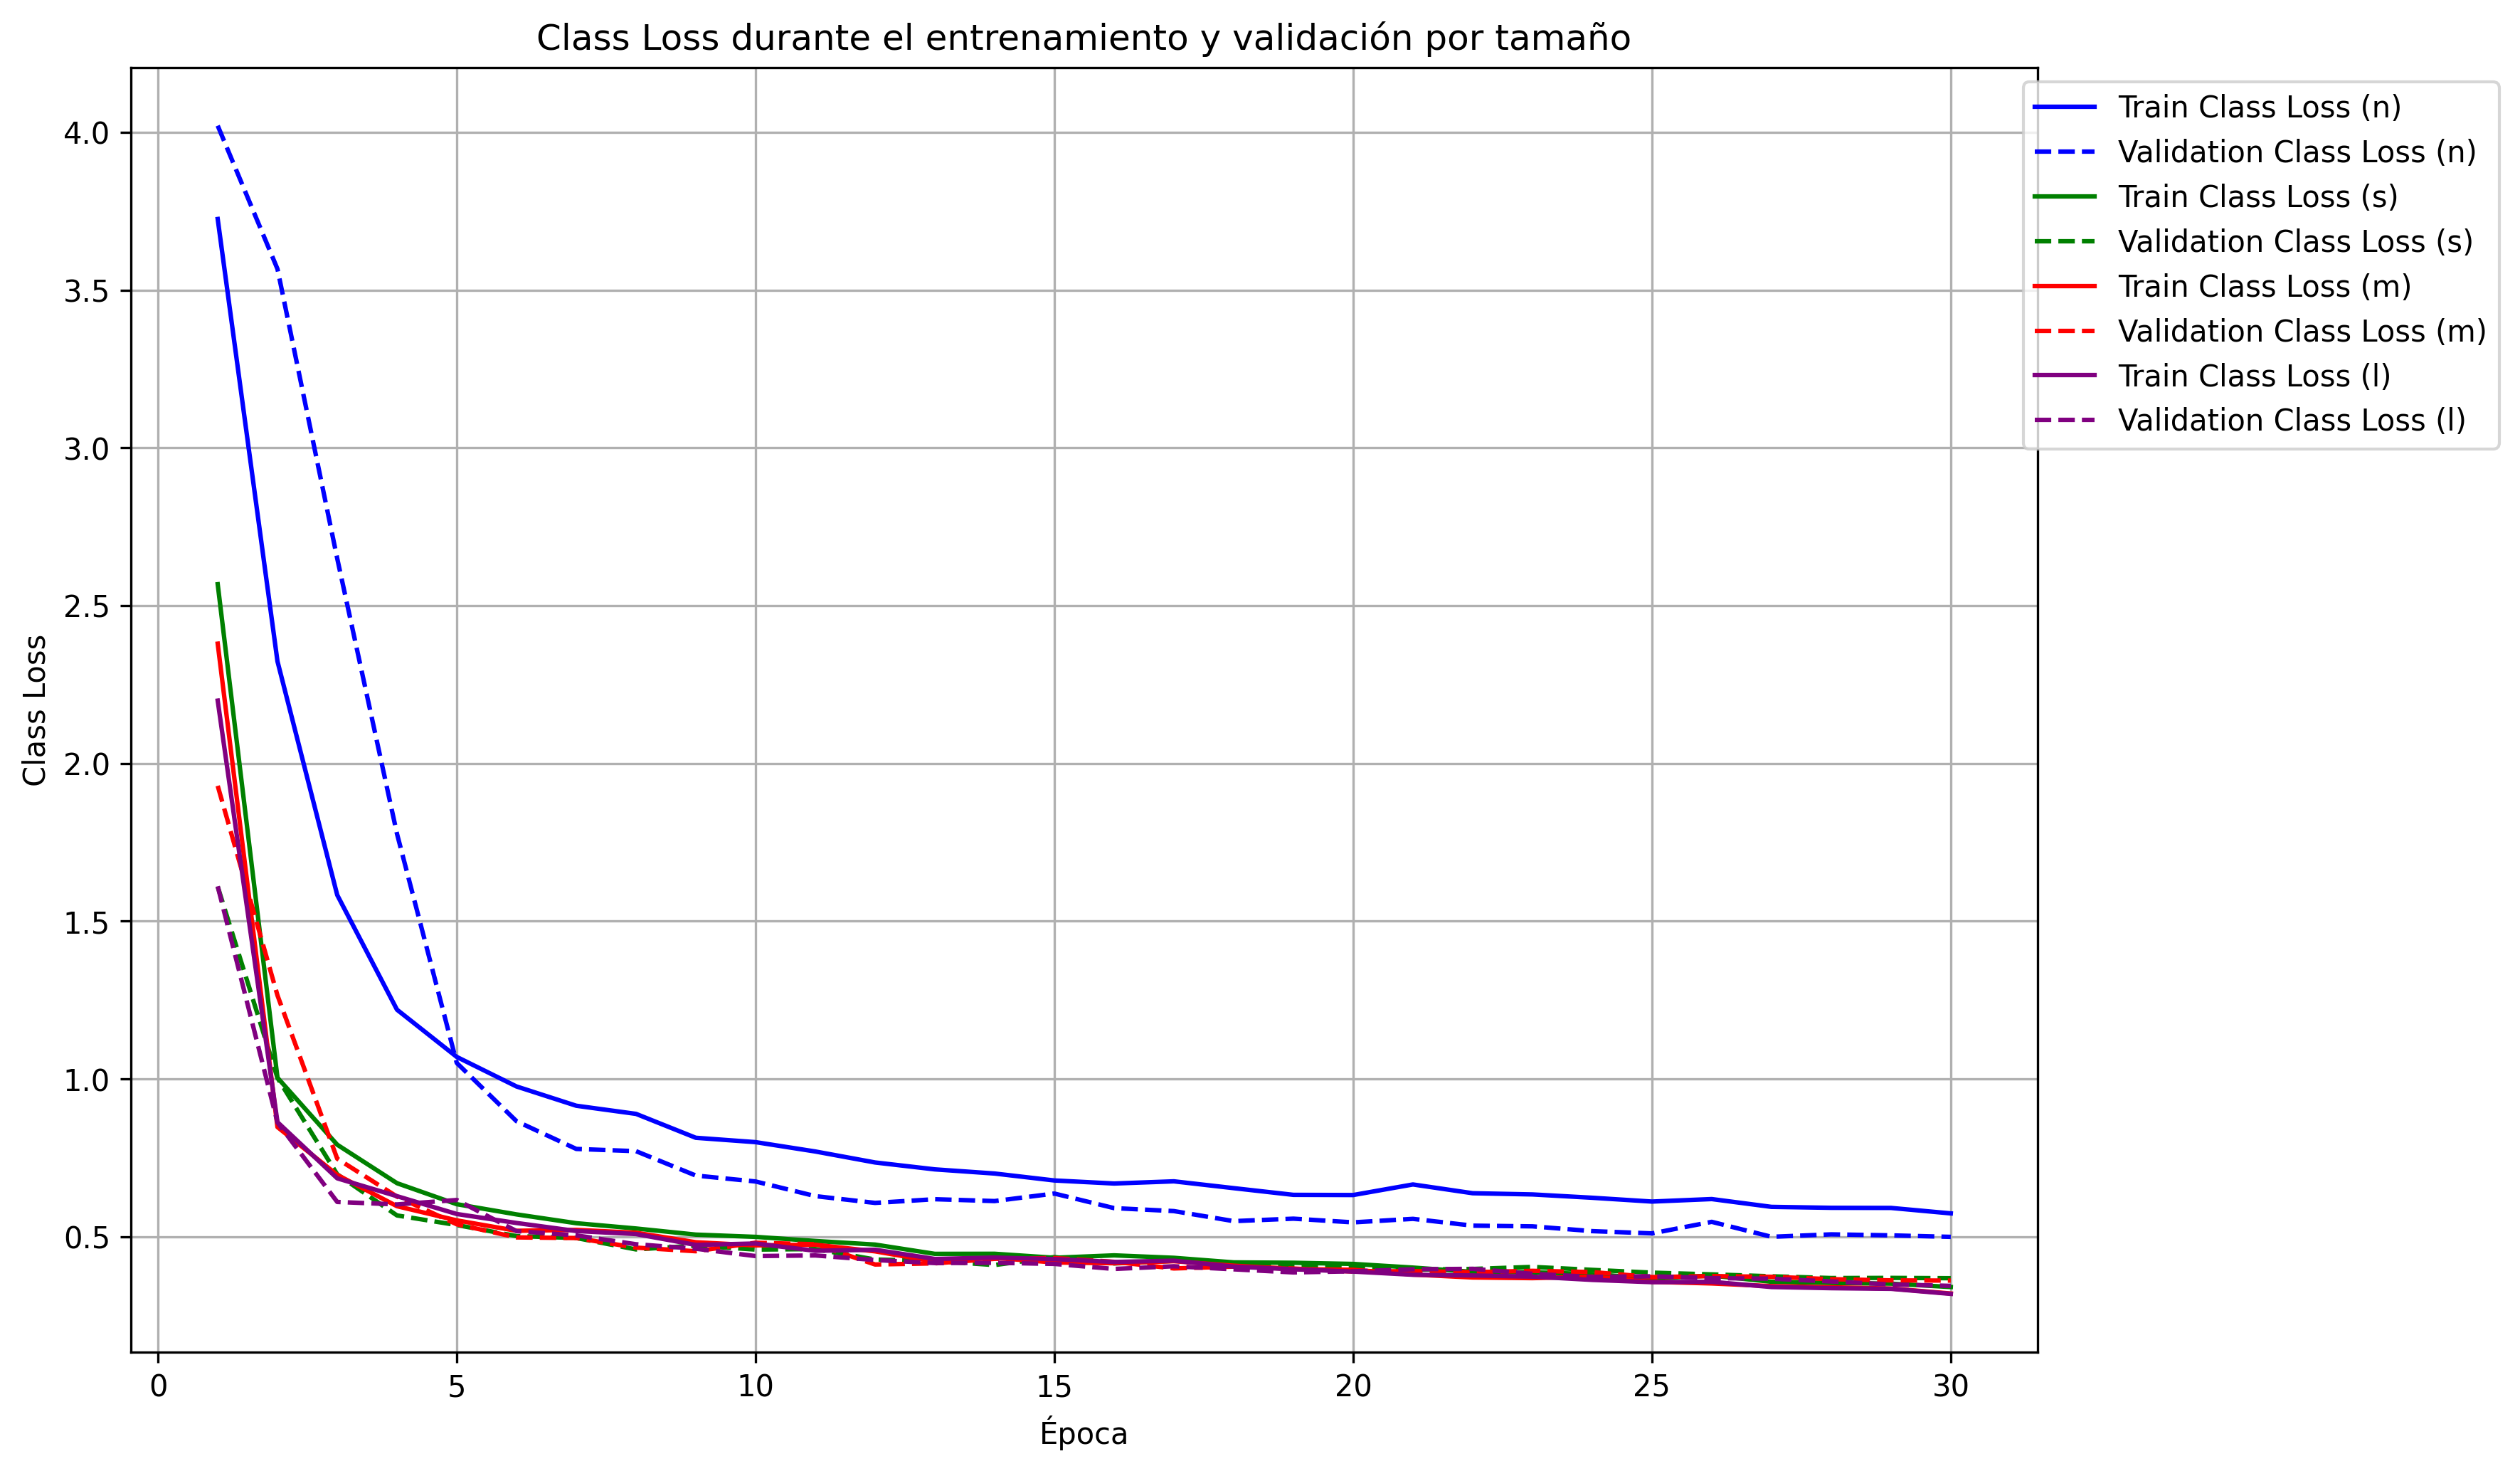 Class Loss durante el entrenamiento y validación por tamaño
Train Class Loss (n)
Validation Class Loss (n)
Train Class Loss (s)
Validation Class Loss (s)
Train Class Loss (m)
Validation Class Loss (m)
Train Class Loss (l)
Validation Class Loss (l)
Class Loss
4.0
3.5
3.0
2.5
2.0
1.5
1.0
0.5
0 5 10 15 20 25 30
Época